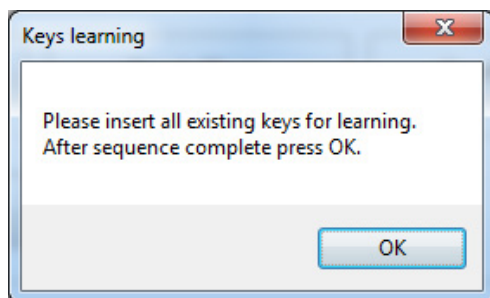 Keys learning
Please insert all existing keys for learning.
After sequence complete press OK.
OK